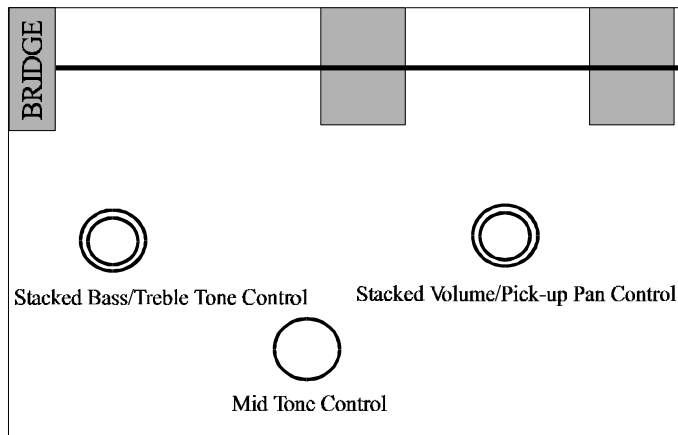 BRIDGE
Stacked Bass/Treble Tone Control
Stacked Volume/Pick-up Pan Control
Mid Tone Control